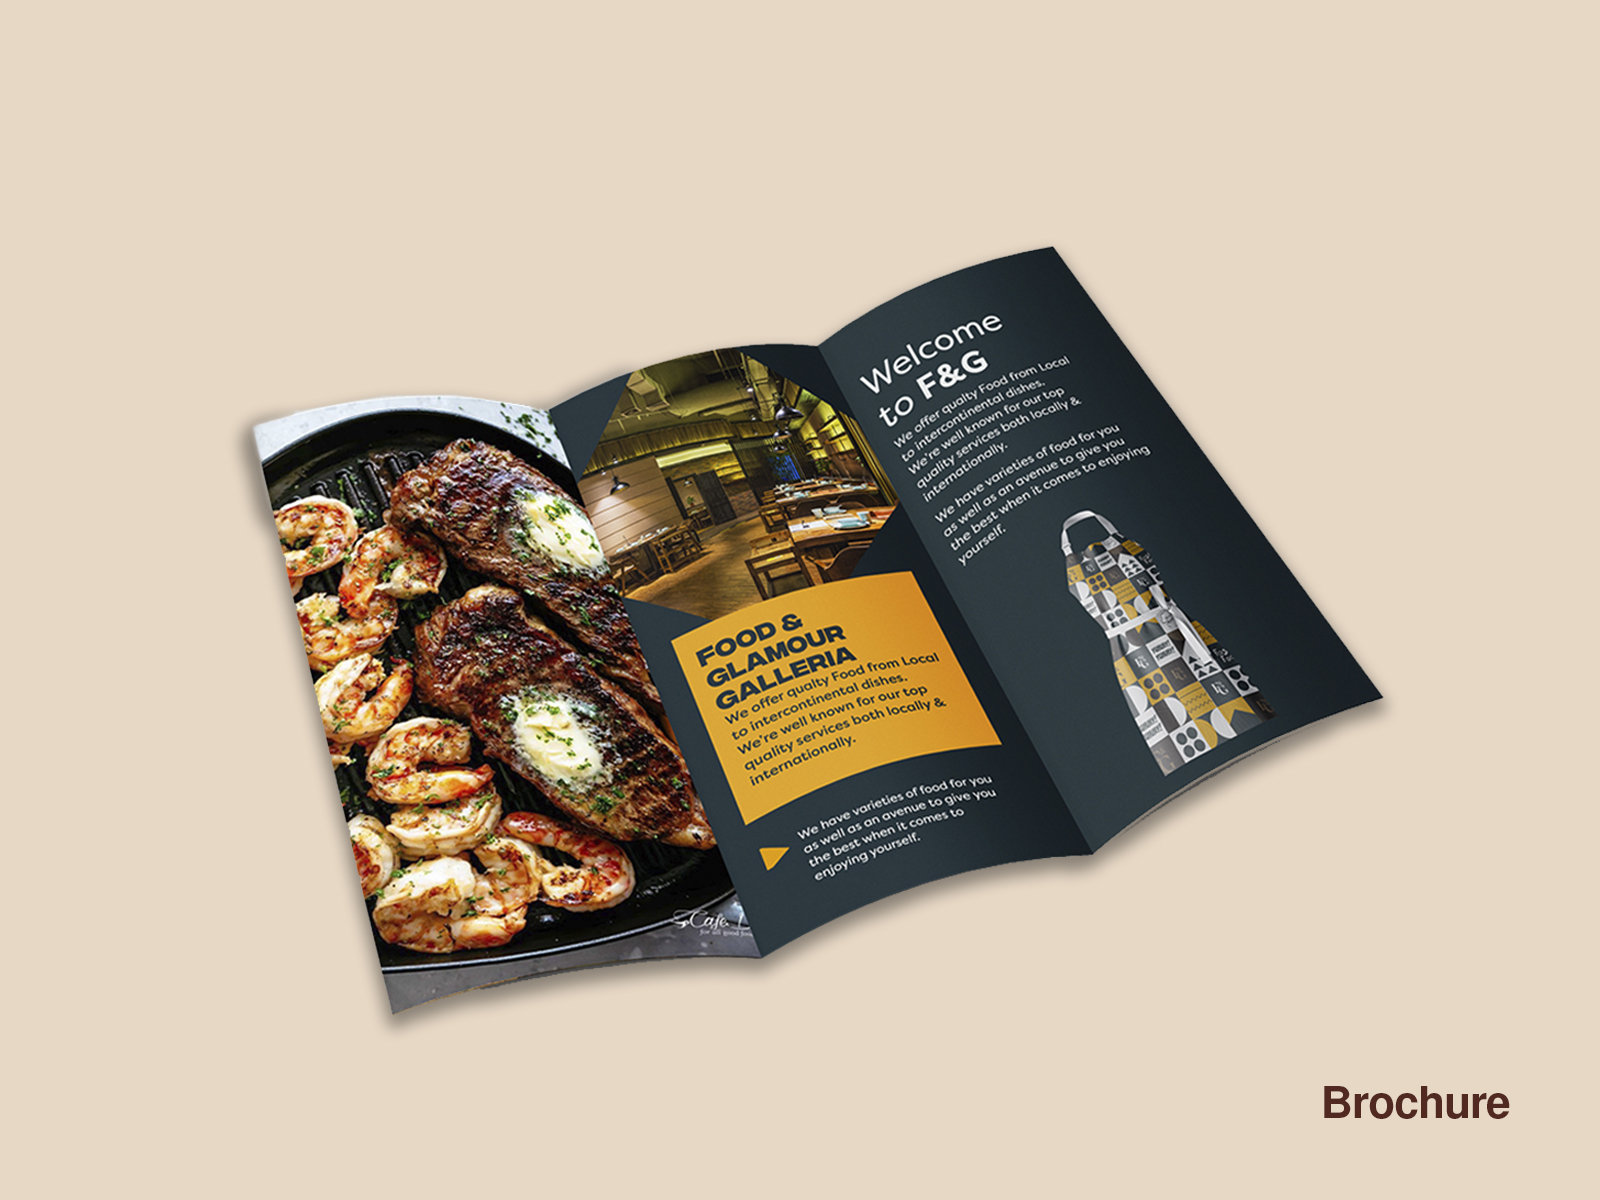 Cafe
for all good
FOOD &
GLAMOUR
GALLERIA
We offer qualty Food from Local
to intercontinental dishes.
We're well known for our top
quality services both locally &
internationally.
We have varieties of food for you
as well as an avenue to give you
the best when it comes to
enjoying yourself.
Welcome
to F&G
We offer qualty Food from Local
to intercontinental dishes.
We're well known for our top
quality services both locally &
internationally.
We have varieties of food for you
as well as an avenue to give you
the best when it comes to enjoying
yourself.
Brochure